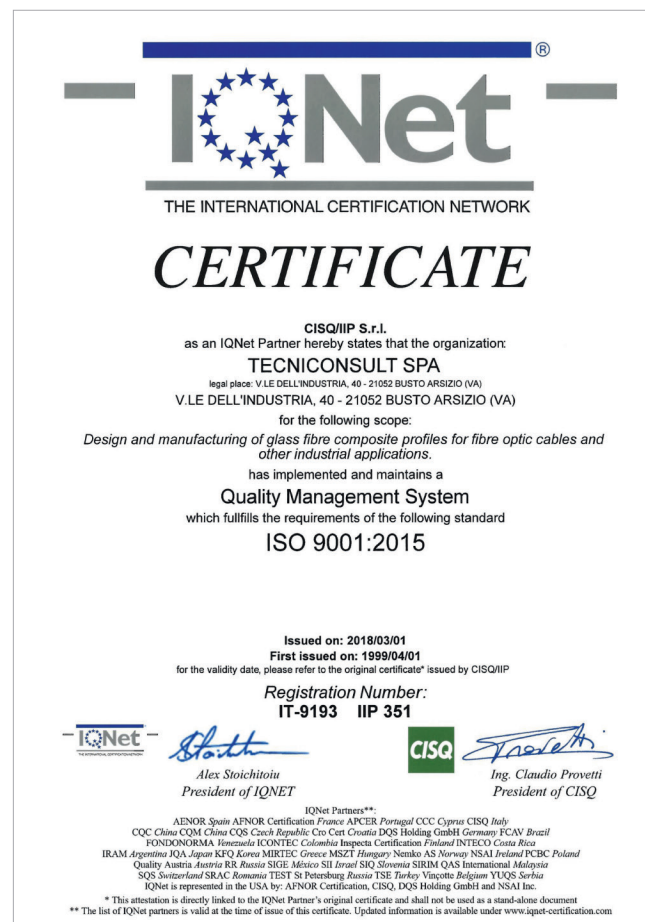 ®
IQNet
THE INTERNATIONAL CERTIFICATION NETWORK
CERTIFICATE
CISQ/IIP S.r.l.
as an IQNet Partner hereby states that the organization:
TECNICONSULT SPA
legal place: V.LE DELL'INDUSTRIA, 40 - 21052 BUSTO ARSIZIO (VA)
V.LE DELL'INDUSTRIA, 40 - 21052 BUSTO ARSIZIO (VA)
for the following scope:
Design and manufacturing of glass fibre composite profiles for fibre optic cables and
other industrial applications.
has implemented and maintains a
Quality Management System
which fullfills the requirements of the following standard
ISO 9001:2015
Issued on: 2018/03/01
First issued on: 1999/04/01
for the validity date, please refer to the original certificate* issued by CISQ/IIP
Registration Number:
IT-9193 IIP 351
IQNet
THE INTERNATIONAL CERTIFICATION NETWORK
CISQ
Alex Stoichitoiu
President of IQNET
Ing. Claudio Provetti
President of CISQ
IQNet Partners**:
AENOR Spain AFNOR Certification France APCER Portugal CCC Cyprus CISQ Italy
CQC China CQM China CQS Czech Republic Cro Cert Croatia DQS Holding GmbH Germany FCAV Brazil
FONDONORMA Venezuela ICONTEC Colombia Inspecta Certification Finland INTECO Costa Rica
IRAM Argentina JQA Japan KFQ Korea MIRTEC Greece MSZT Hungary Nemko AS Norway NSAI Ireland PCBC Poland
Quality Austria Austria RR Russia SIGE México SII Israel SIQ Slovenia SIRIM QAS International Malaysia
SQS Switzerland SRAC Romania TEST St Petersburg Russia TSE Turkey Vinçotte Belgium YUQS Serbia
IQNet is represented in the USA by: AFNOR Certification, CISQ, DQS Holding GmbH and NSAI Inc.
* This attestation is directly linked to the IQNet Partner's original certificate and shall not be used as a stand-alone document
** The list of IQNet partners is valid at the time of issue of this certificate. Updated information is available under www.iqnet-certification.com